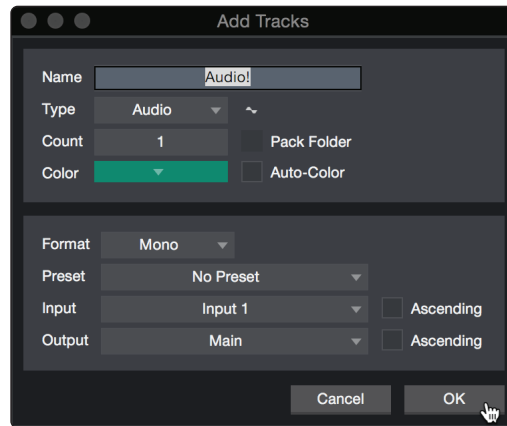 Add Tracks
Name Audio!
Type Audio
Count 1 Pack Folder
Color Auto-Color
Format Mono
Preset No Preset
Input Input 1 Ascending
Output Main Ascending
Cancel OK